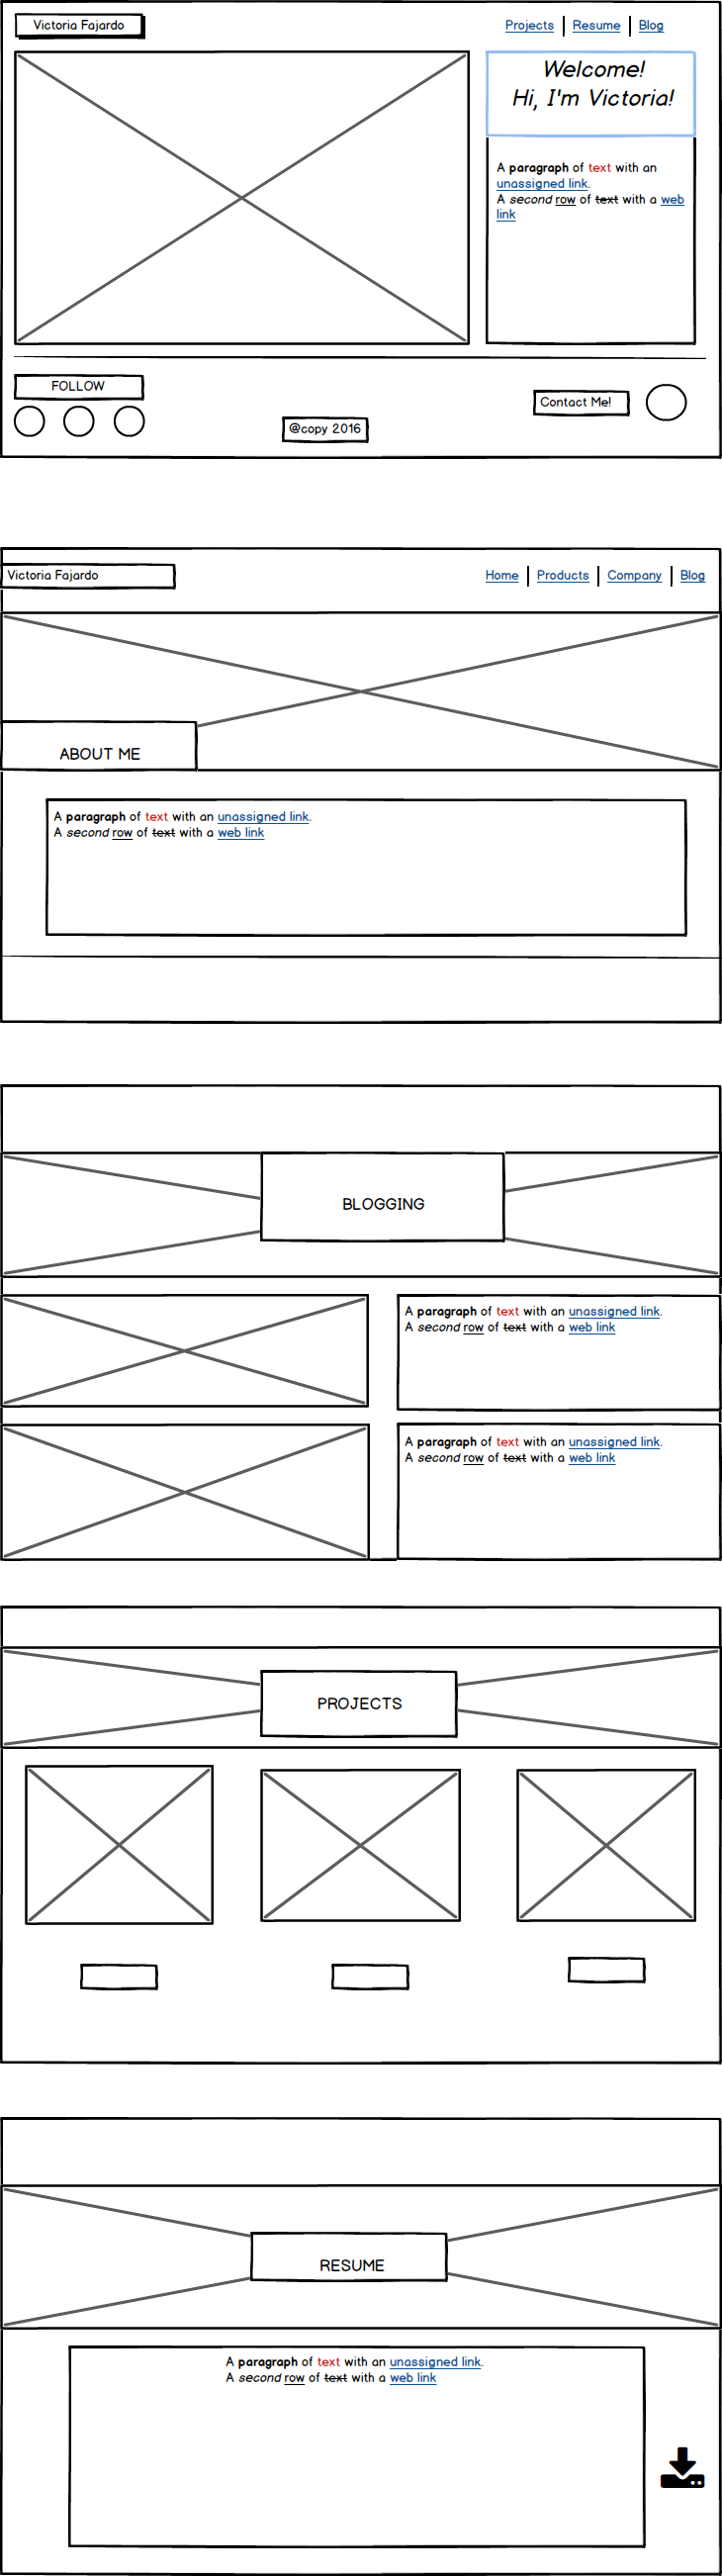 Victoria Fajardo
Projects Resume Blog
Welcome!
Hi, I'm Victoria!
A paragraph of text with an
unassigned link.
A second row of text with a web
link
FOLLOW
Contact Me!
@copy 2016
Victoria Fajardo
Home Products Company Blog
ABOUT ME
A paragraph of text with an unassigned link.
A second row of text with a web link
BLOGGING
A paragraph of text with an unassigned link.
A second row of text with a web link
A paragraph of text with an unassigned link.
A second row of text with a web link
PROJECTS
RESUME
A paragraph of text with an unassigned link.
A second row of text with a web link